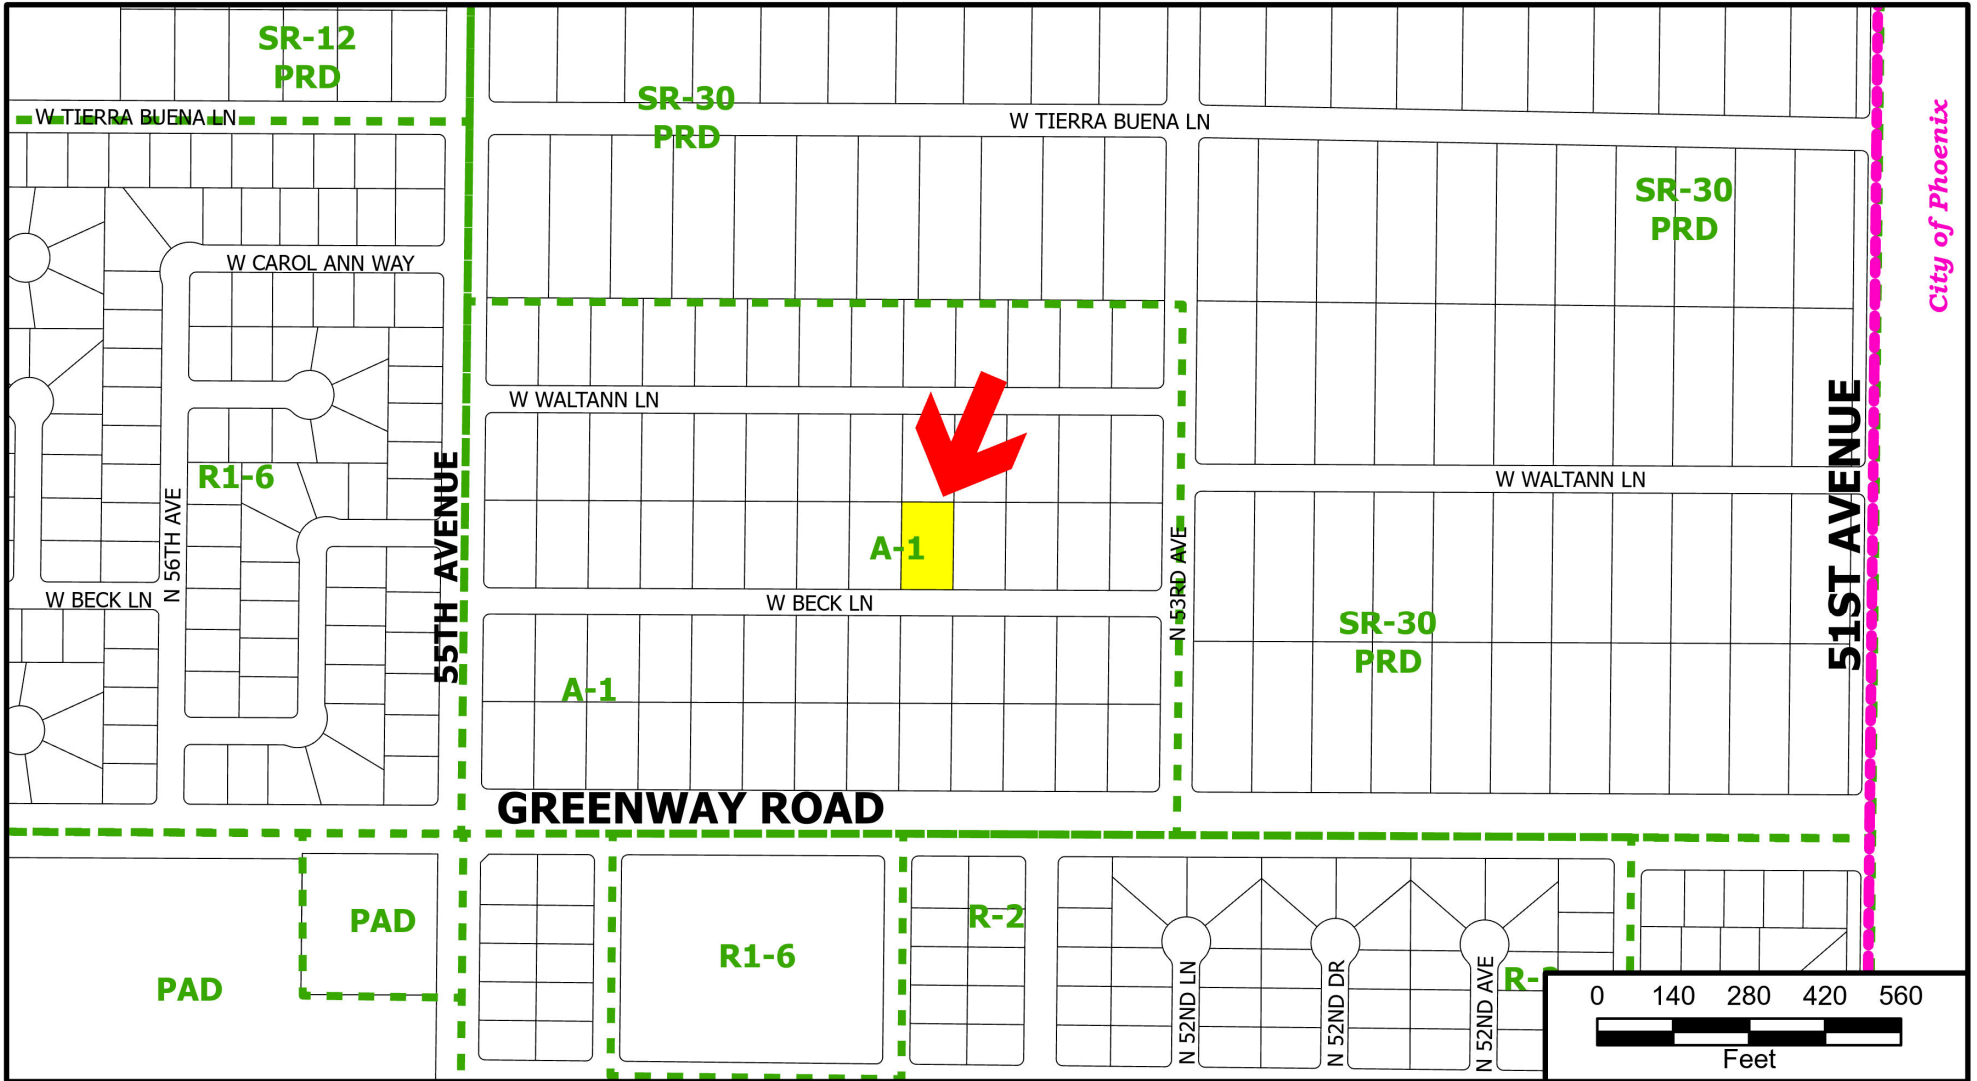 SR-12
PRD
SR-30
PRD
W TIERRA BUENA LN
W TIERRA BUENA LN
City of Phoenix
SR-30
PRD
W CAROL ANN WAY
W WALTANN LN
R1-6
55TH AVENUE
N 56TH AVE
W WALTANN LN
51ST AVENUE
A-1
N 53RD AVE
W BECK LN
W BECK LN
SR-30
PRD
A-1
GREENWAY ROAD
PAD
R-2
R1-6
PAD
N 52ND LN
N 52ND DR
N 52ND AVE
R-
0 140 280 420 560
Feet